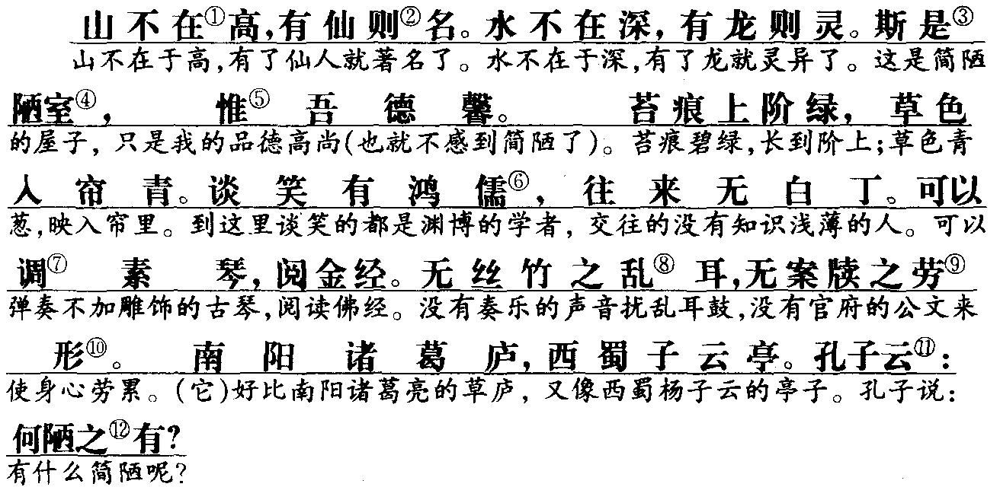 山不在①高,有仙则②名。水不在深,有龙则灵。斯是③
山不在于高,有了仙人就著名了。水不在于深,有了龙就灵异了。这是简陋
陋室④,惟⑤吾德馨。苔痕上阶绿,草色
的屋子,只是我的品德高尚(也就不感到简陋了)。苔痕碧绿,长到阶上;草色青
入帘青。谈笑有鸿儒⑥,往来无白丁。可以
葱,映入帘里。到这里谈笑的都是渊博的学者,交往的没有知识浅薄的人。可以
调⑦素琴,阅金经。无丝竹之乱⑧耳,无案牍之劳⑨
弹奏不加雕饰的古琴,阅读佛经。没有奏乐的声音扰乱耳鼓,没有官府的公文来
形⑩。南阳诸葛庐,西蜀子云亭。孔子云⑪:
使身心劳累。(它)好比南阳诸葛亮的草庐,又像西蜀杨子云的亭子。孔子说:
何陋之⑫有?
有什么简陋呢?